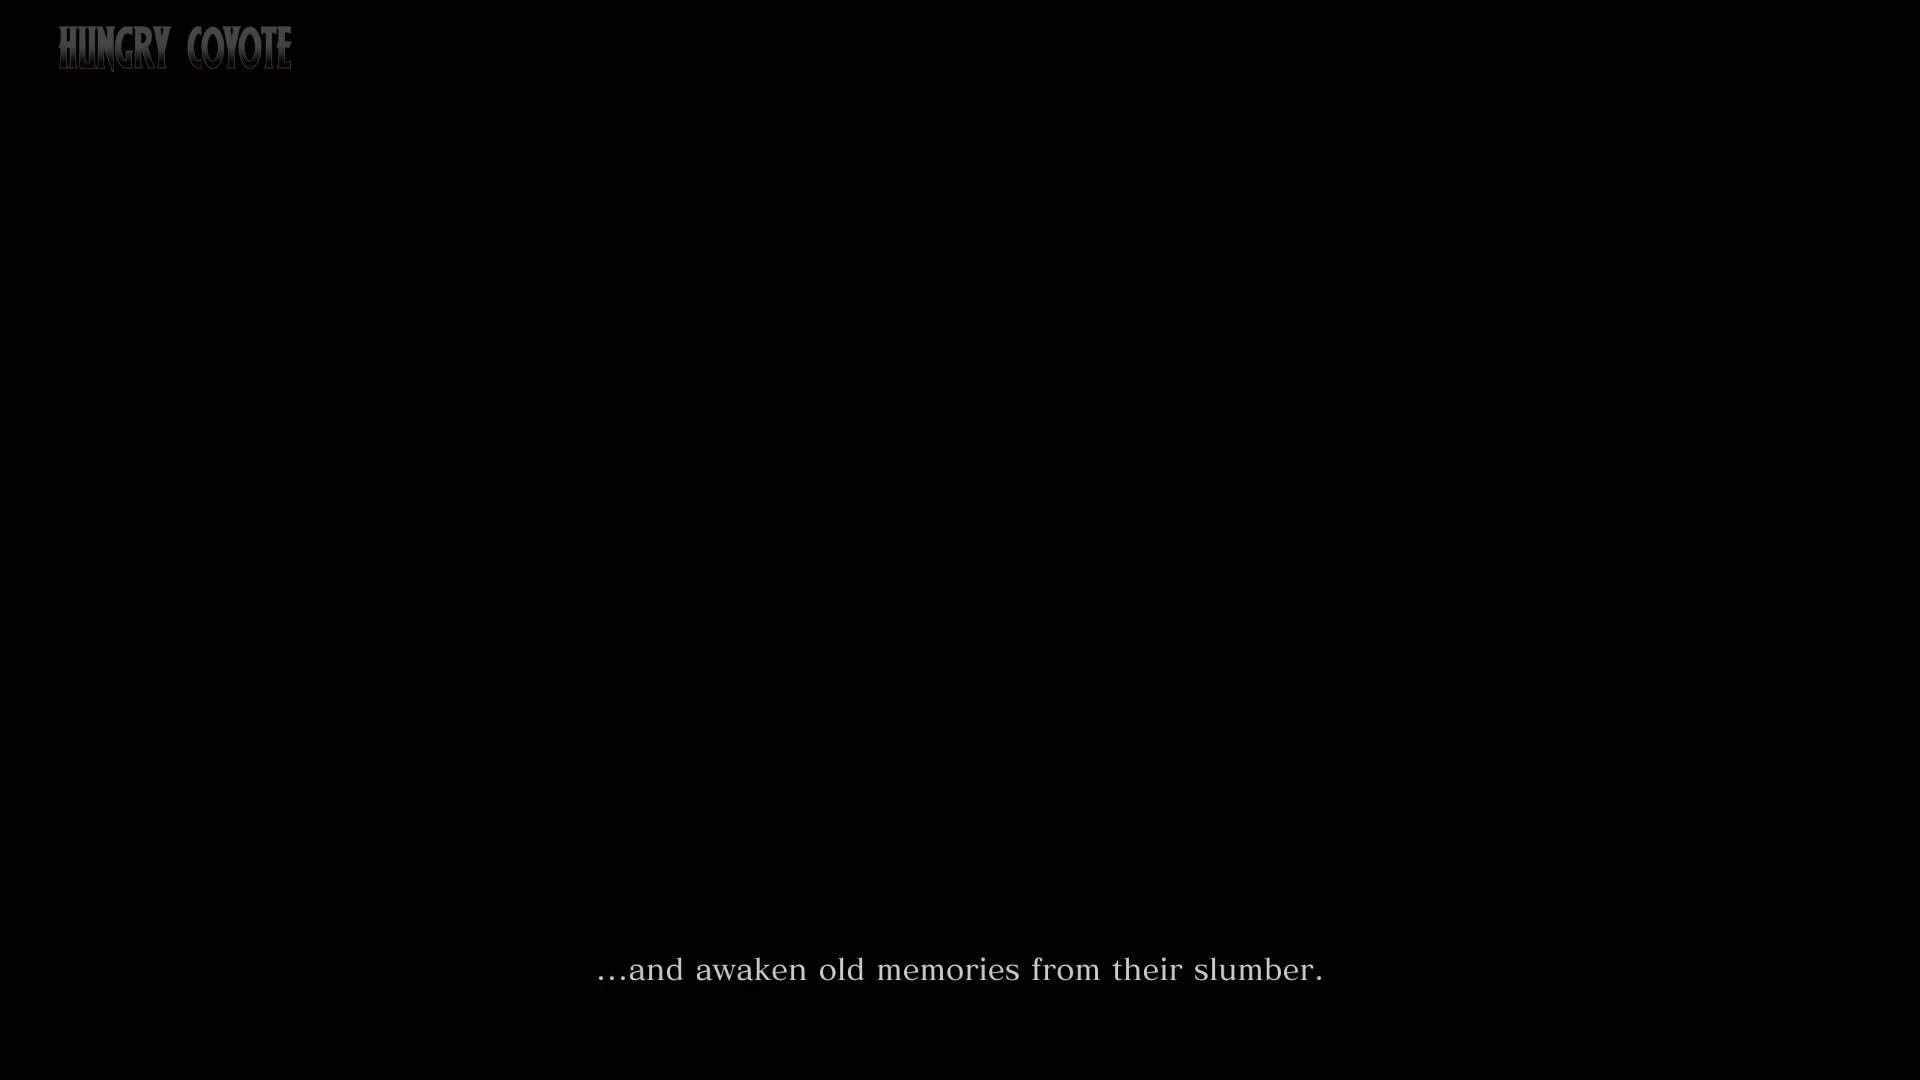 HUNGRY COYOTE
...and awaken old memories from their slumber.